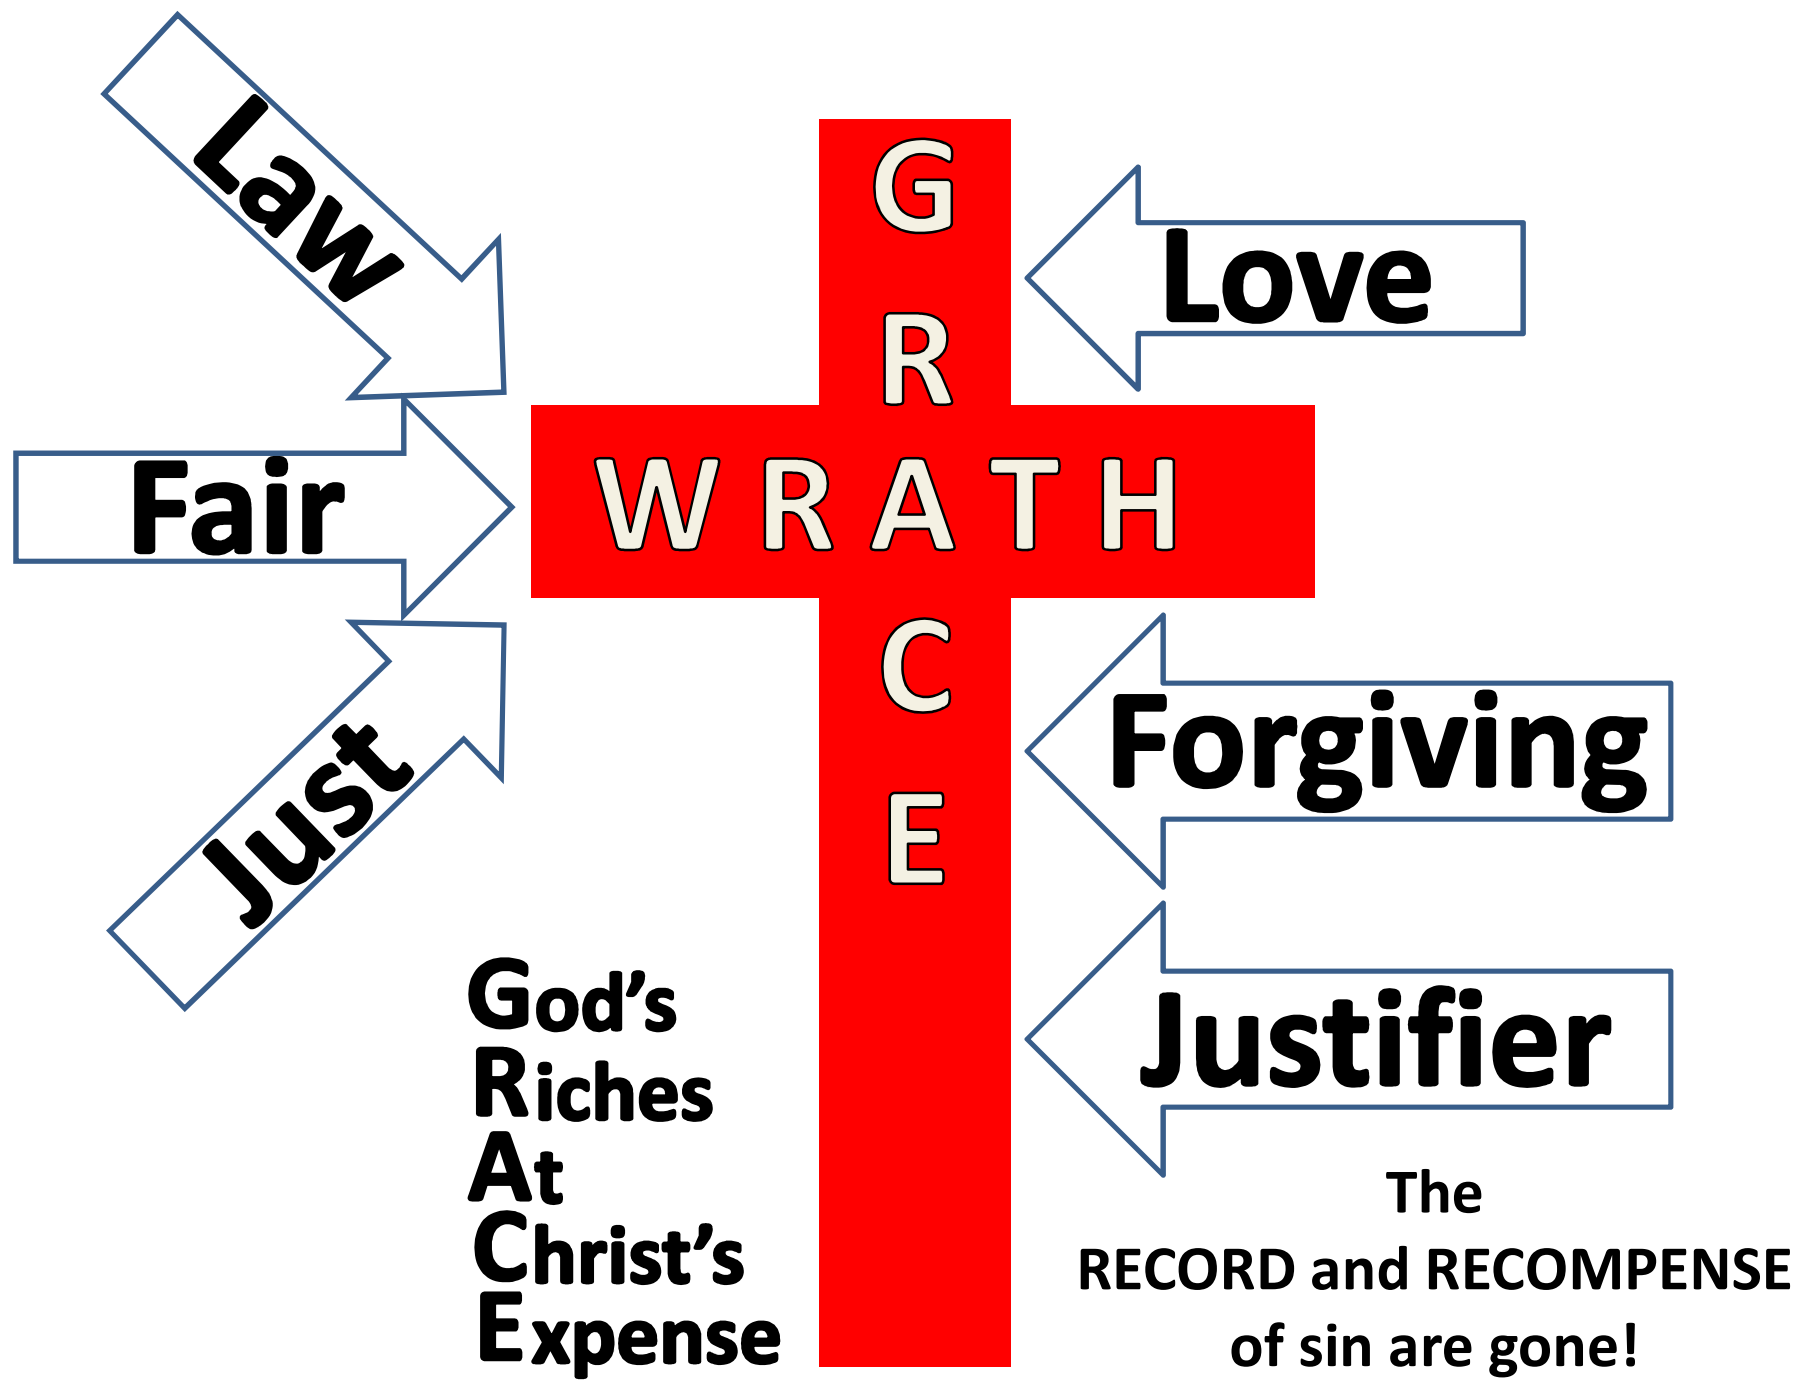 Law
Fair
Just
GRACE
WRATH
Love
Forgiving
Justifier
God’s
Riches
At
Christ’s
Expense
The
RECORD and RECOMPENSE
of sin are gone!